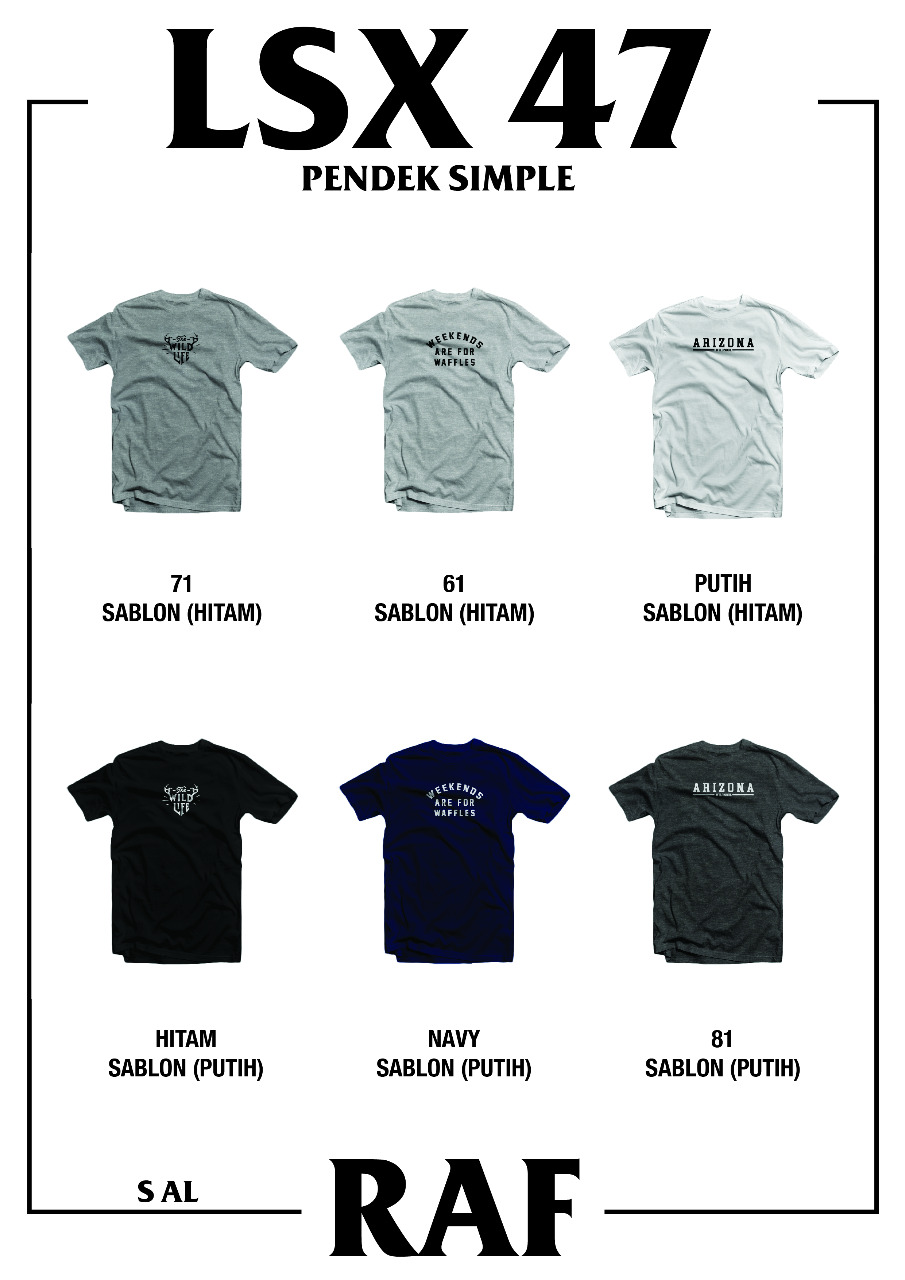 LSX 47
PENDEK SIMPLE
The
WILD
LIFE
WEEKENDS
ARE FOR
WAFFLES
ARIZONA
71
SABLON (HITAM)
61
SABLON (HITAM)
PUTIH
SABLON (HITAM)
The
WILD
LIFE
WEEKENDS
ARE FOR
WAFFLES
ARIZONA
HITAM
SABLON (PUTIH)
NAVY
SABLON (PUTIH)
81
SABLON (PUTIH)
S AL
RAF